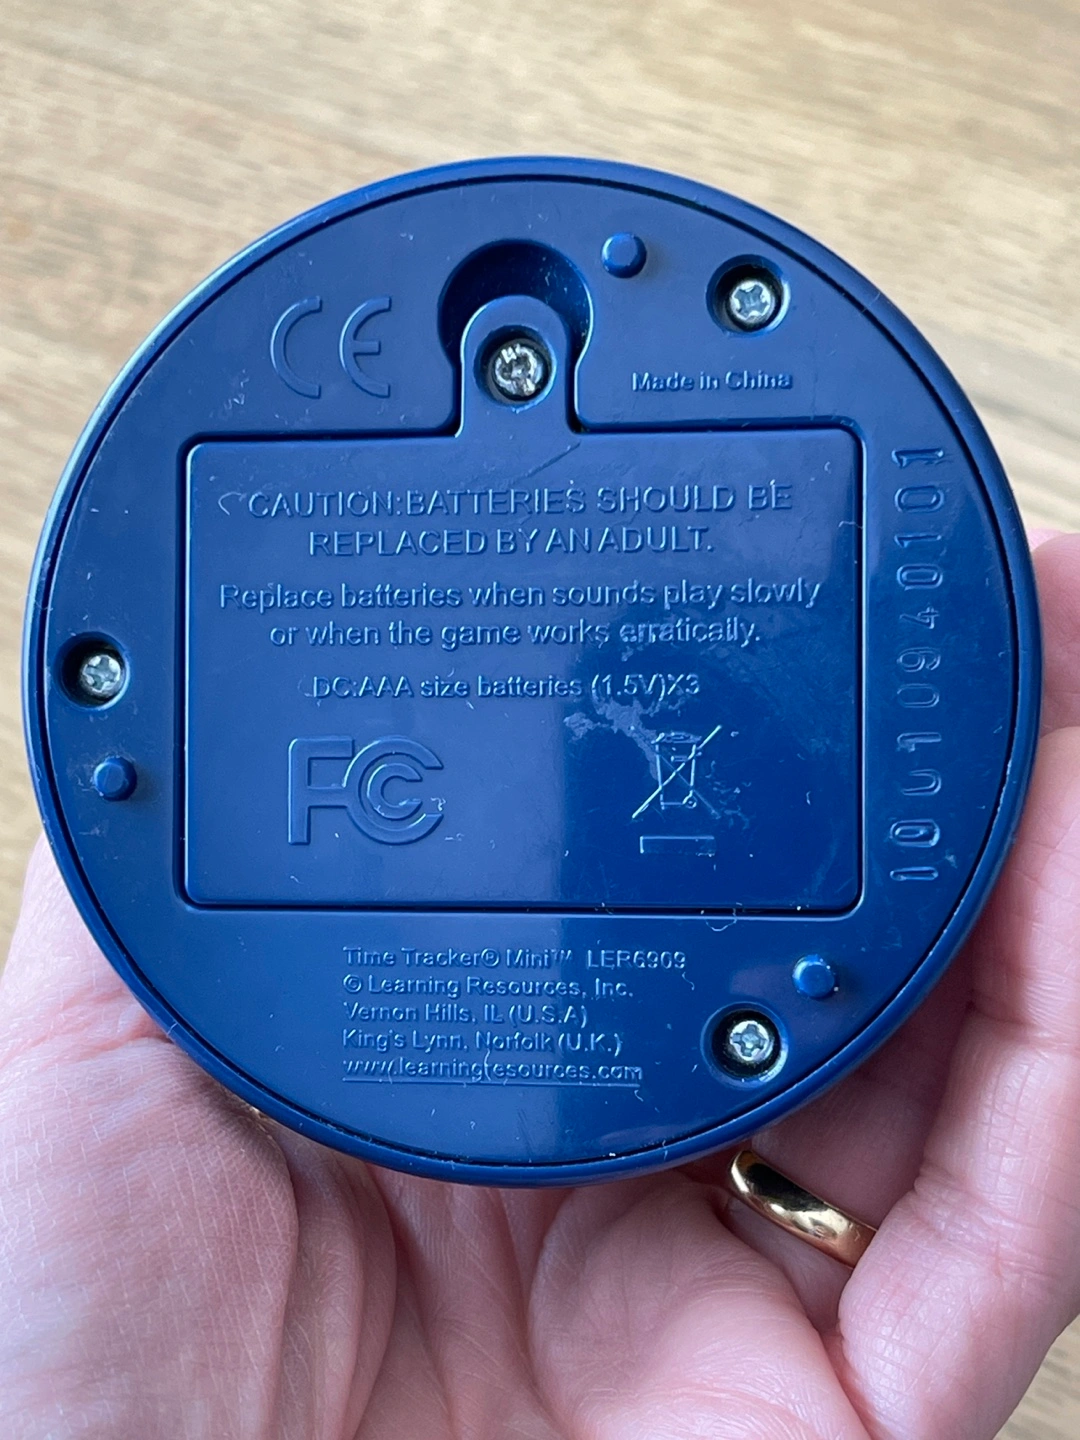 CE
Made in China
CAUTION:BATTERIES SHOULD BE
REPLACED BY AN ADULT.
Replace batteries when sounds play slowly
or when the game works erratically.
DC:AAA size batteries (1.5V)X3
FC
Time Tracker® Mini™ LER6909
© Learning Resources, Inc.
Vernon Hills, IL (U.S.A)
King's Lynn, Norfolk (U.K.)
www.learningresources.com